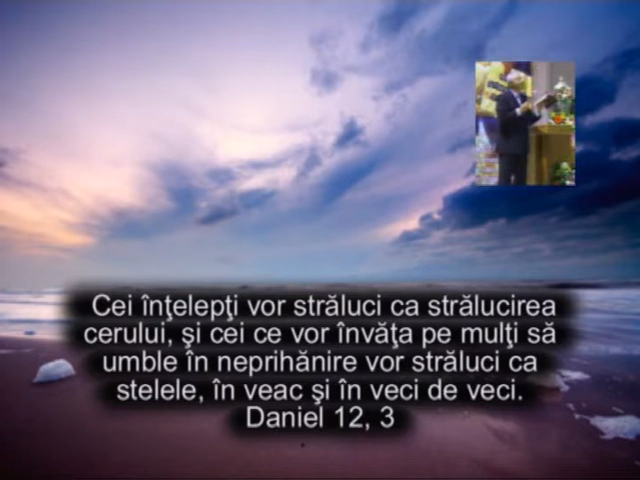 Cei înţelepţi vor străluci ca strălucirea
cerului, şi cei ce vor învăţa pe mulţi să
umble în neprihănire vor străluci ca
stelele, în veac şi în veci de veci.
Daniel 12, 3